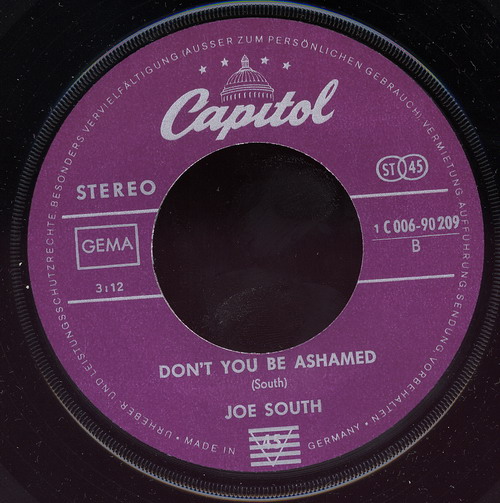 URHEBER- UND LEISTUNGSSCHUTZRECHTE BESONDERS VERVIELFÄLTIGUNG (AUSSER ZUM PERSÖNLICHEN GEBRAUCH) VERMIETUNG AUFFÜHRUNG·SENDUNG·VORBEHALTEN
Capitol
STEREO
ST 45
GEMA
1 C 006-90 209
B
3:12
DON'T YOU BE ASHAMED
(South)
JOE SOUTH
45
• MADE IN GERMANY •